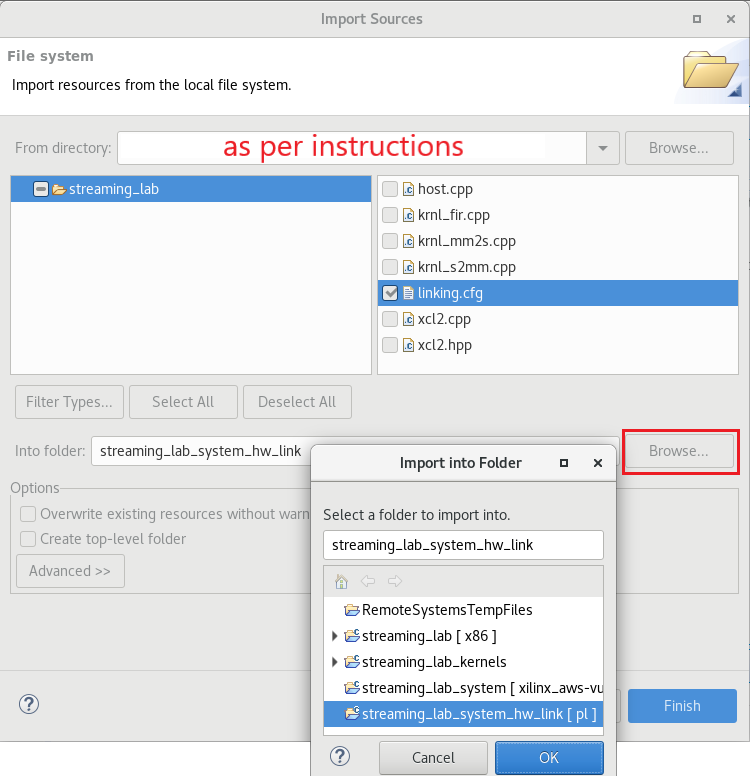 Import Sources
File system
Import resources from the local file system.
From directory: as per instructions Browse...
streaming_lab
host.cpp
krnl_fir.cpp
krnl_mm2s.cpp
krnl_s2mm.cpp
linking.cfg
xcl2.cpp
xcl2.hpp
Filter Types... Select All Deselect All
Into folder: streaming_lab_system_hw_link Browse...
Options
Overwrite existing resources without warn
Create top-level folder
Advanced >>
Finish
Import into Folder
Select a folder to import into.
streaming_lab_system_hw_link
RemoteSystemsTempFiles
streaming_lab [ x86 ]
streaming_lab_kernels
streaming_lab_system [ xilinx_aws-vu
streaming_lab_system_hw_link [ pl ]
Cancel OK